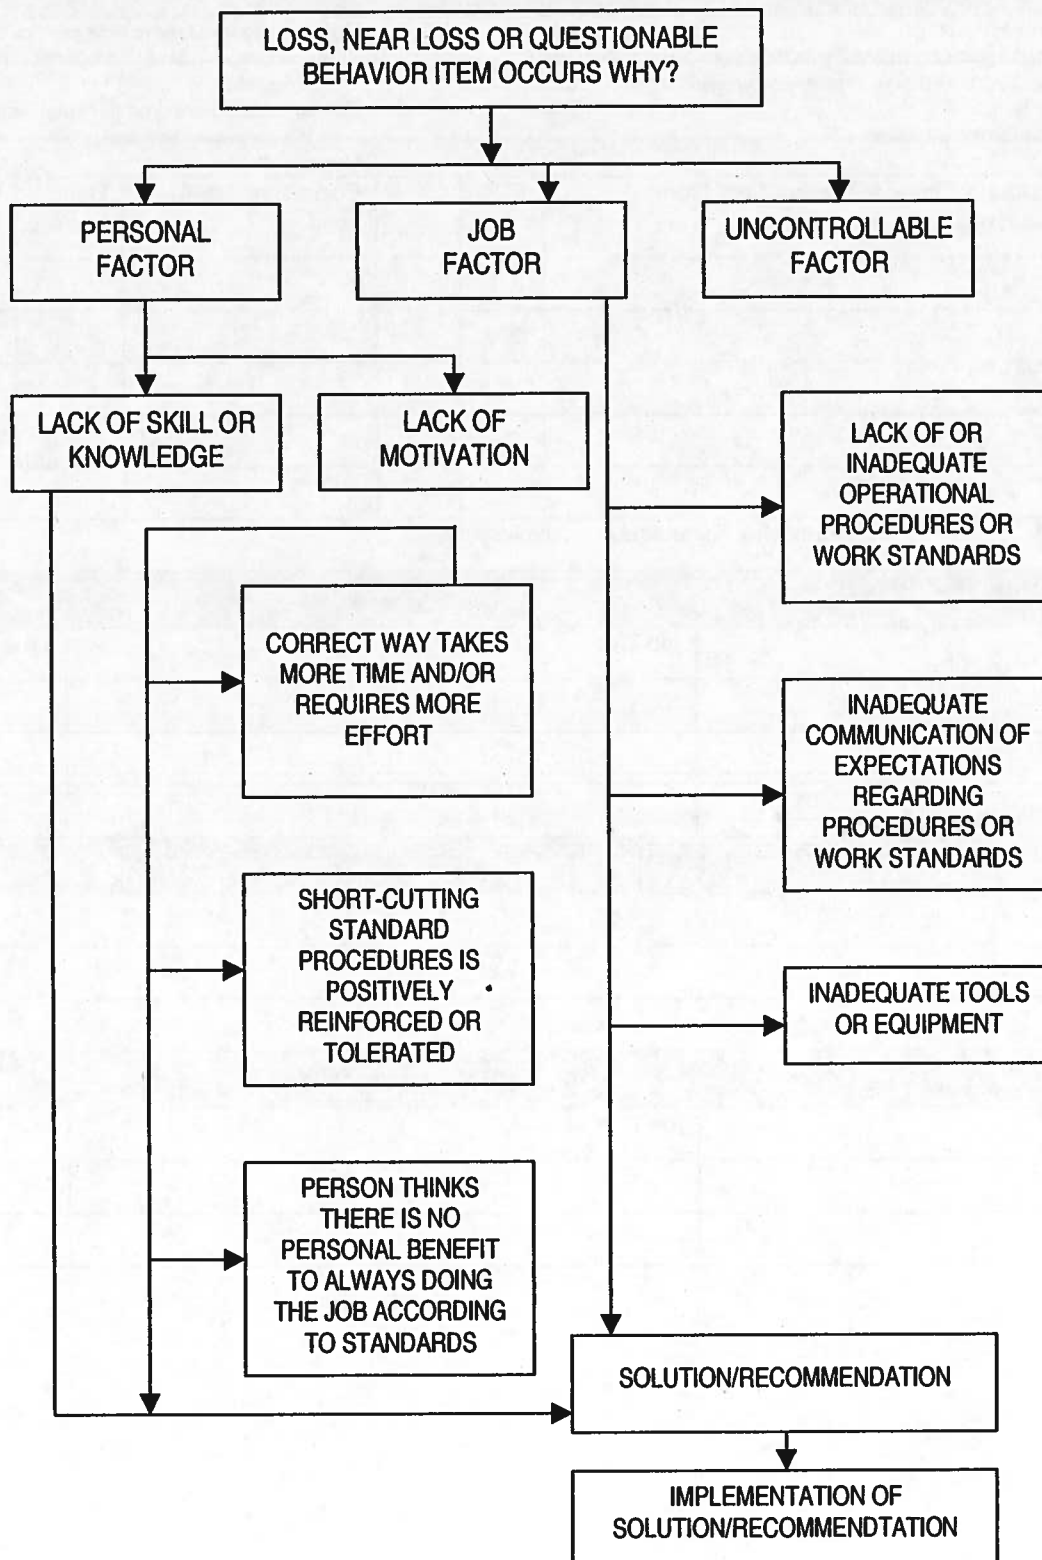 LOSS, NEAR LOSS OR QUESTIONABLE
BEHAVIOR ITEM OCCURS WHY?
PERSONAL
FACTOR
JOB
FACTOR
UNCONTROLLABLE
FACTOR
LACK OF SKILL OR
KNOWLEDGE
LACK OF
MOTIVATION
LACK OF OR
INADEQUATE
OPERATIONAL
PROCEDURES OR
WORK STANDARDS
CORRECT WAY TAKES
MORE TIME AND/OR
REQUIRES MORE
EFFORT
INADEQUATE
COMMUNICATION OF
EXPECTATIONS
REGARDING
PROCEDURES OR
WORK STANDARDS
SHORT-CUTTING
STANDARD
PROCEDURES IS
POSITIVELY
REINFORCED OR
TOLERATED
INADEQUATE TOOLS
OR EQUIPMENT
PERSON THINKS
THERE IS NO
PERSONAL BENEFIT
TO ALWAYS DOING
THE JOB ACCORDING
TO STANDARDS
SOLUTION/RECOMMENDATION
IMPLEMENTATION OF
SOLUTION/RECOMMENDTATION